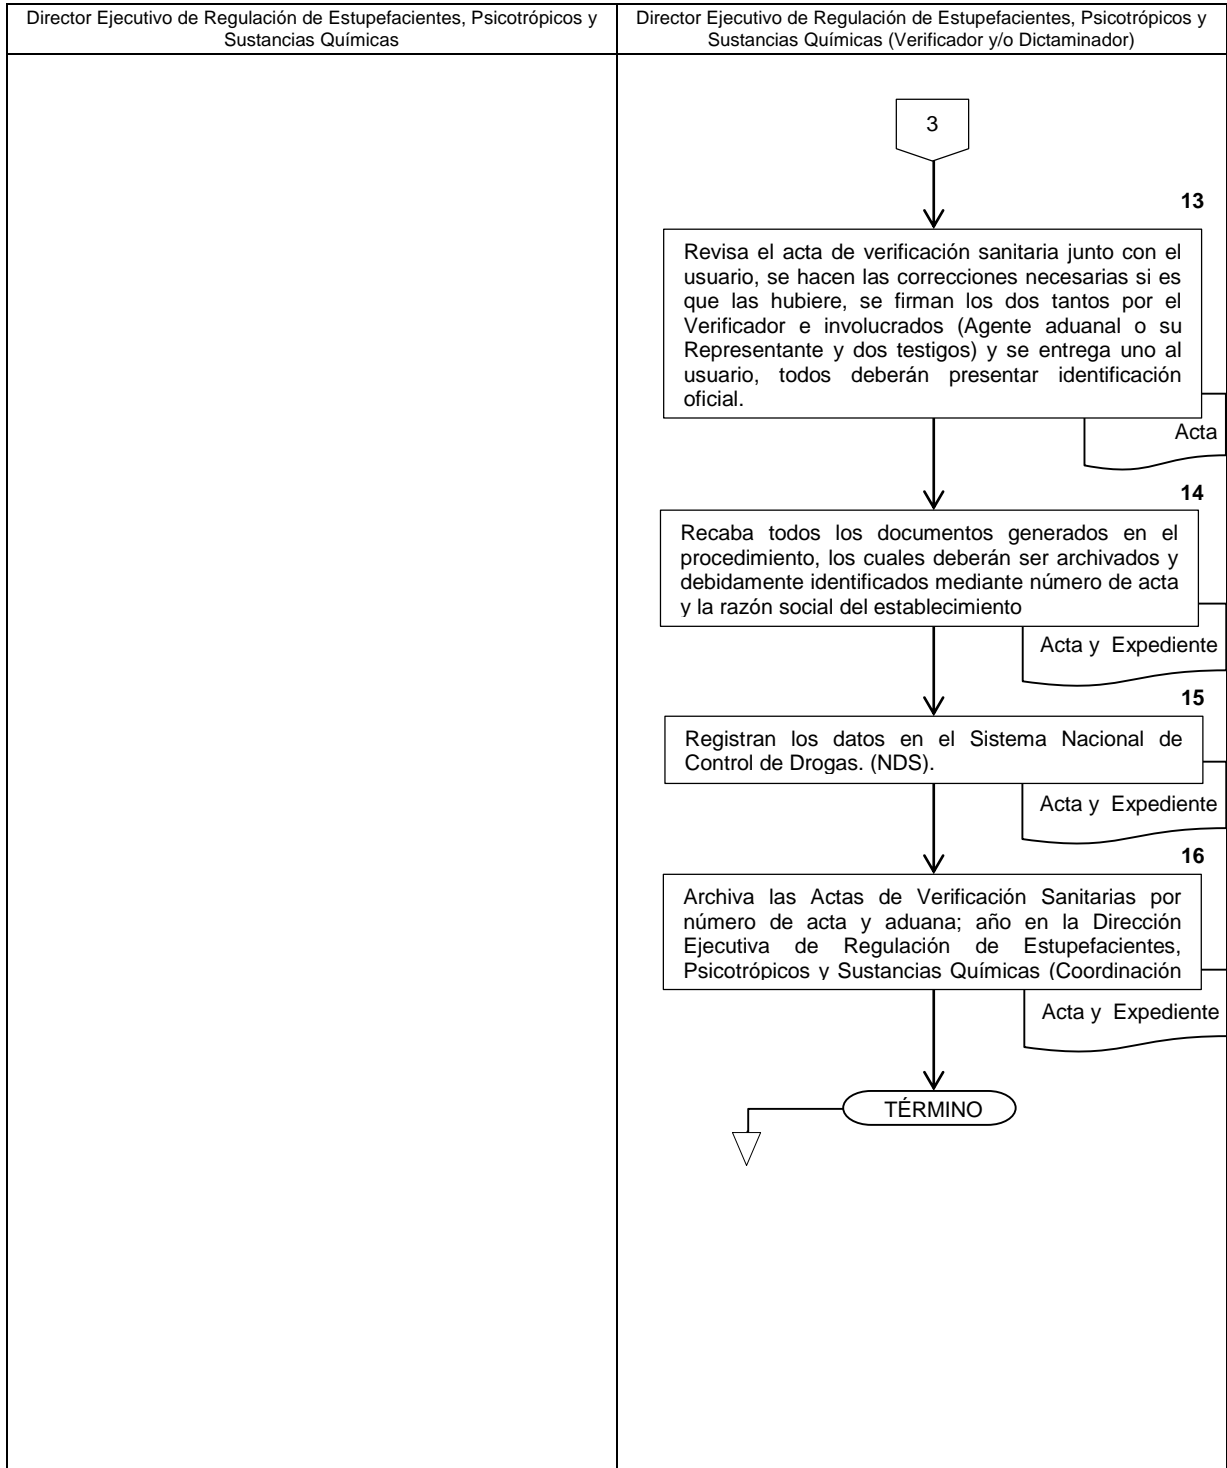 Director Ejecutivo de Regulación de Estupefacientes, Psicotrópicos y
Sustancias Químicas
Director Ejecutivo de Regulación de Estupefacientes, Psicotrópicos y
Sustancias Químicas (Verificador y/o Dictaminador)
3
13
Revisa el acta de verificación sanitaria junto con el
usuario, se hacen las correcciones necesarias si es
que las hubiere, se firman los dos tantos por el
Verificador e involucrados (Agente aduanal o su
Representante y dos testigos) y se entrega uno al
usuario, todos deberán presentar identificación
oficial.
Acta
14
Recaba todos los documentos generados en el
procedimiento, los cuales deberán ser archivados y
debidamente identificados mediante número de acta
y la razón social del establecimiento
Acta y Expediente
15
Registran los datos en el Sistema Nacional de
Control de Drogas. (NDS).
Acta y Expediente
16
Archiva las Actas de Verificación Sanitarias por
número de acta y aduana; año en la Dirección
Ejecutiva de Regulación de Estupefacientes,
Psicotrópicos y Sustancias Químicas (Coordinación
Acta y Expediente
TÉRMINO